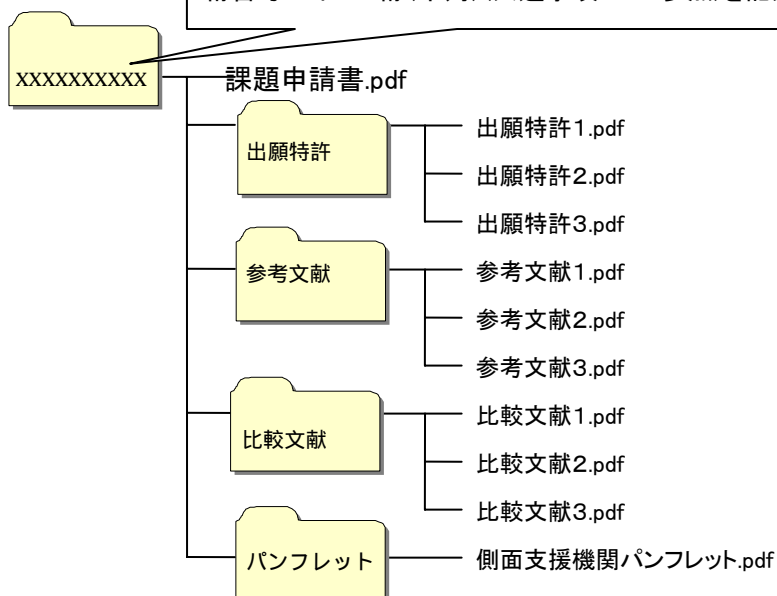 XXXXXXXXXX
課題申請書.pdf
出願特許
出願特許1.pdf
出願特許2.pdf
出願特許3.pdf
参考文献
参考文献1.pdf
参考文献2.pdf
参考文献3.pdf
比較文献
比較文献1.pdf
比較文献2.pdf
比較文献3.pdf
パンフレット
側面支援機関パンフレット.pdf